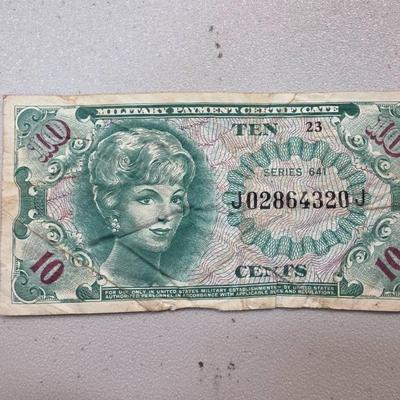 MILITARY PAYMENT CERTIFICATE
10 TEN 23 10
SERIES 641
J02864320J
10 CENTS 10
FOR USE ONLY IN UNITED STATES MILITARY ESTABLISHMENTS BY UNITED STATES
AUTHORIZED PERSONNEL IN ACCORDANCE WITH APPLICABLE RULES AND REGULATIONS.